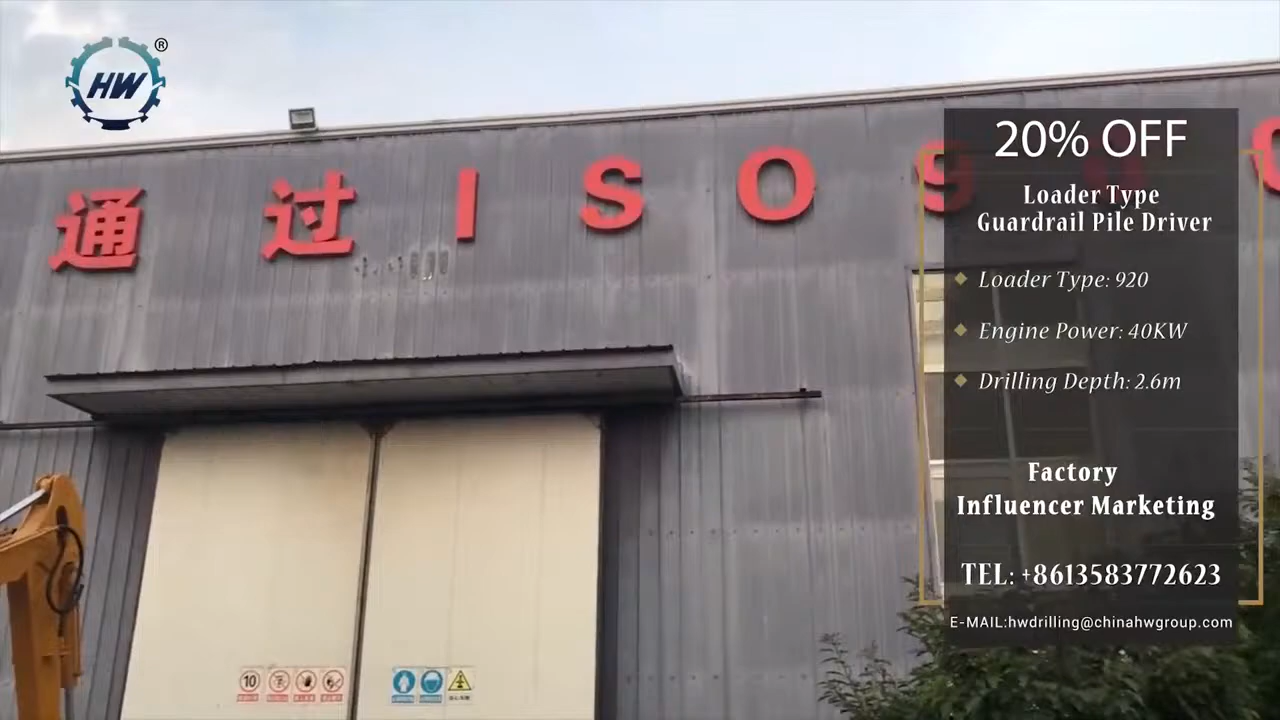 HW
®
通过ISO9
20% OFF
Loader Type
Guardrail Pile Driver
Loader Type: 920
Engine Power: 40KW
Drilling Depth: 2.6m
Factory
Influencer Marketing
TEL: +8613583772623
E-MAIL:hwdrilling@chinahwgroup.com
10